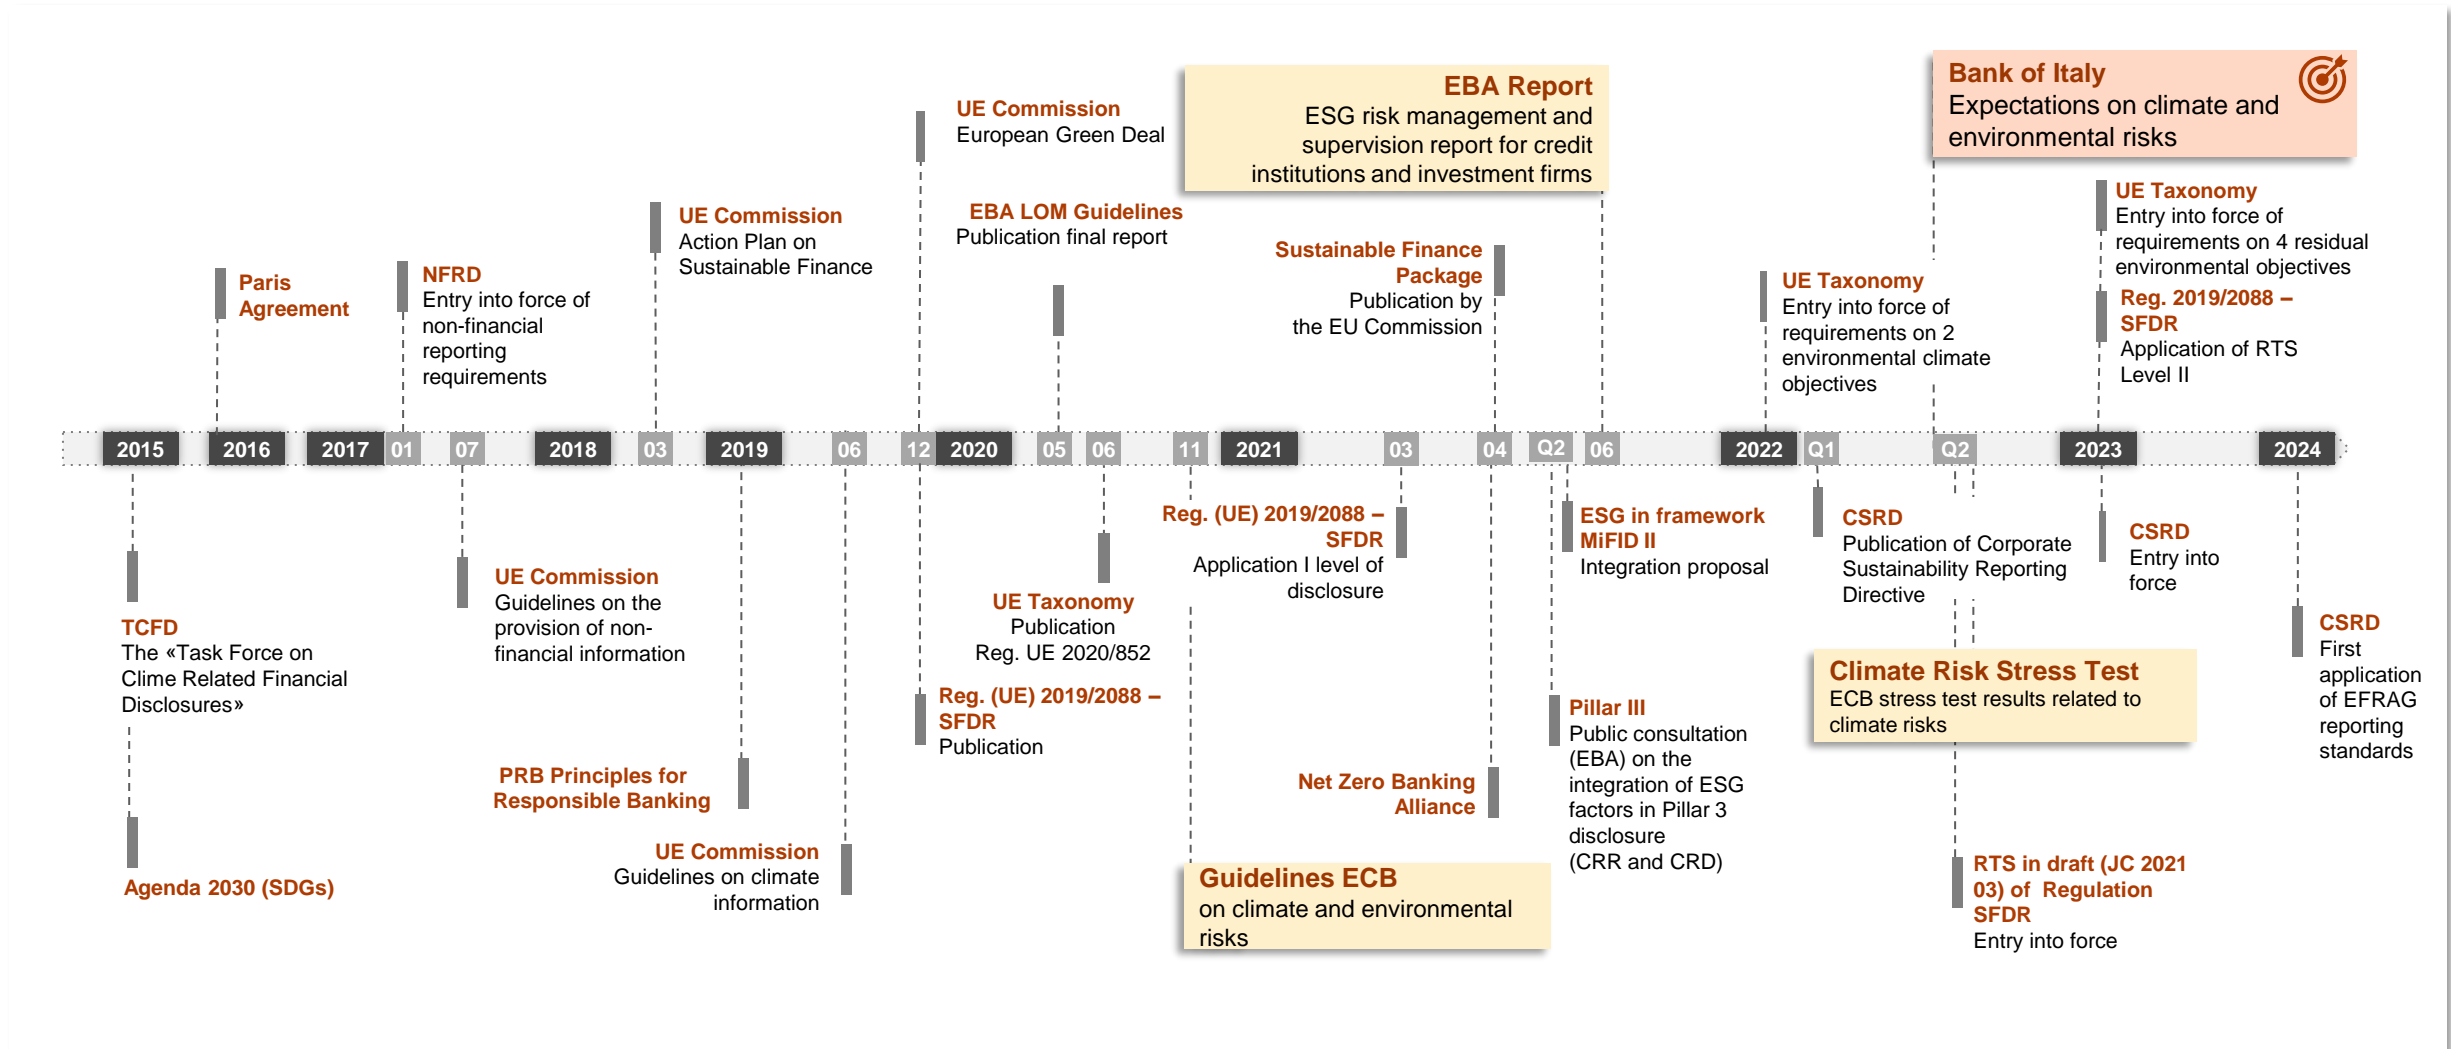 Bank of Italy
Expectations on climate and
environmental risks
EBA Report
ESG risk management and
supervision report for credit
institutions and investment firms
UE Commission
European Green Deal
EBA LOM Guidelines
Publication final report
UE Commission
Action Plan on
Sustainable Finance
Paris
Agreement
NFRD
Entry into force of
non-financial
reporting
requirements
Sustainable Finance
Package
Publication by
the EU Commission
UE Taxonomy
Entry into force of
requirements on 2
environmental climate
objectives
UE Taxonomy
Entry into force of
requirements on 4 residual
environmental objectives
Reg. 2019/2088 –
SFDR
Application of RTS
Level II
2015 2016 2017 01 07 2018 03 2019 06 12 2020 05 06 11 2021 03 04 Q2 06 2022 Q1 Q2 2023 2024
TCFD
The «Task Force on
Clime Related Financial
Disclosures»
Agenda 2030 (SDGs)
UE Commission
Guidelines on the
provision of non-
financial information
PRB Principles for
Responsible Banking
UE Commission
Guidelines on climate
information
Reg. (UE) 2019/2088 –
SFDR
Publication
UE Taxonomy
Publication
Reg. UE 2020/852
Reg. (UE) 2019/2088 –
SFDR
Application I level of
disclosure
Guidelines ECB
on climate and environmental
risks
Net Zero Banking
Alliance
ESG in framework
MiFID II
Integration proposal
Pillar III
Public consultation
(EBA) on the
integration of ESG
factors in Pillar 3
disclosure
(CRR and CRD)
CSRD
Publication of Corporate
Sustainability Reporting
Directive
Climate Risk Stress Test
ECB stress test results related to
climate risks
RTS in draft (JC 2021
03) of Regulation
SFDR
Entry into force
CSRD
Entry into
force
CSRD
First
application
of EFRAG
reporting
standards